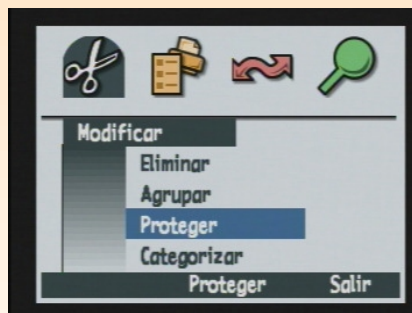 Modificar
Eliminar
Agrupar
Proteger
Categorizar
Proteger Salir